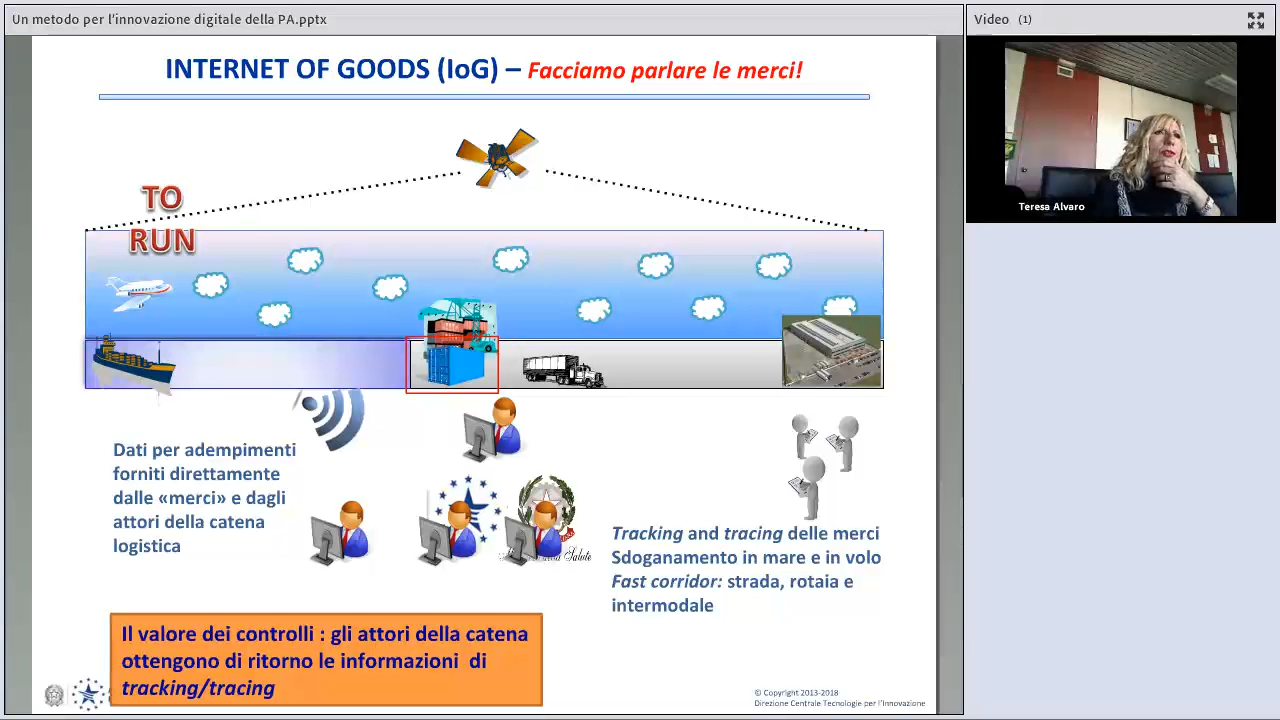 Un metodo per l'innovazione digitale della PA.pptx
Video (1)
INTERNET OF GOODS (IoG) – Facciamo parlare le merci!
Teresa Alvaro
TO
RUN
Dati per adempimenti
forniti direttamente
dalle «merci» e dagli
attori della catena
logistica
Salute
Tracking and tracing delle merci
Sdoganamento in mare e in volo
Fast corridor: strada, rotaia e
intermodale
Il valore dei controlli : gli attori della catena
ottengono di ritorno le informazioni di
tracking/tracing
© Copyright 2013-2018
Direzione Centrale Tecnologie per l'Innovazione